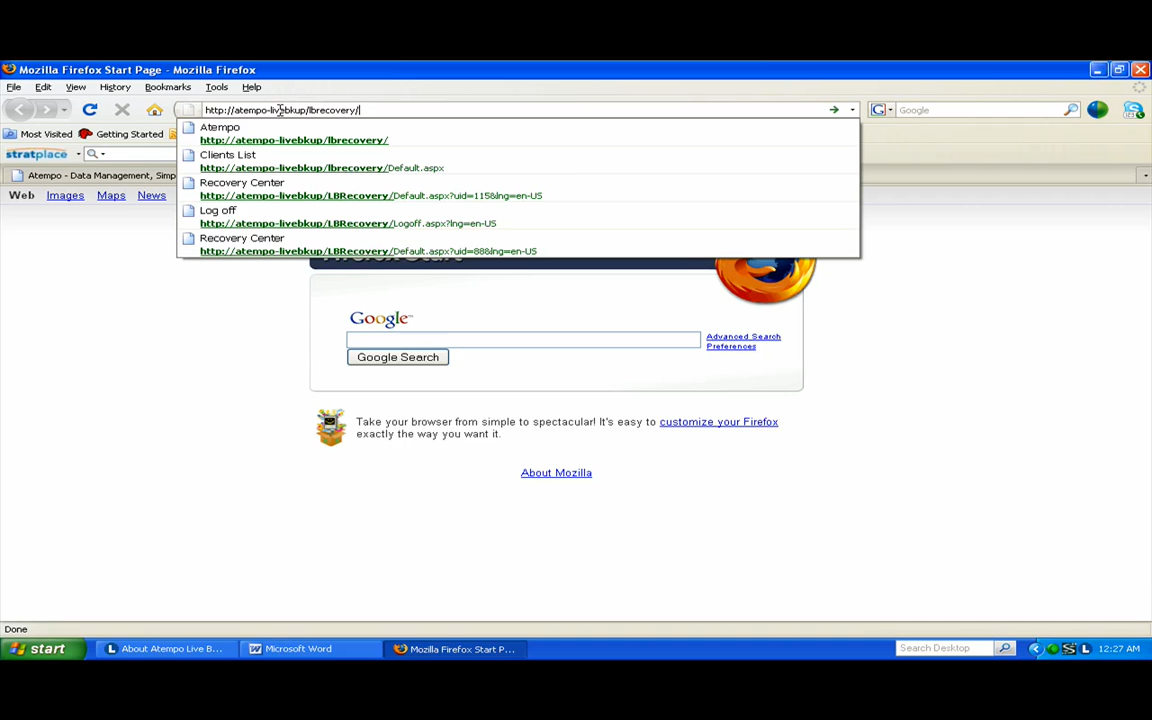 Mozilla Firefox Start Page - Mozilla Firefox
File Edit View History Bookmarks Tools Help
http://atempo-livebkup/lbrecovery/
G Google
Most Visited Getting Started
Atempo
http://atempo-livebkup/lbrecovery/
stratplace
Clients List
http://atempo-livebkup/lbrecovery/Default.aspx
Atempo - Data Management, Simp
Recovery Center
http://atempo-livebkup/LBRecovery/Default.aspx?uid=115&lng=en-US
Web Images Maps News
Log off
http://atempo-livebkup/LBRecovery/Logoff.aspx?lng=en-US
Recovery Center
http://atempo-livebkup/LBRecovery/Default.aspx?uid=88&lng=en-US
Google
Advanced Search
Preferences
Google Search
Take your browser from simple to spectacular! It's easy to customize your Firefox
exactly the way you want it.
About Mozilla
Done
start L About Atempo Live B... Microsoft Word Mozilla Firefox Start P... Search Desktop 12:27 AM